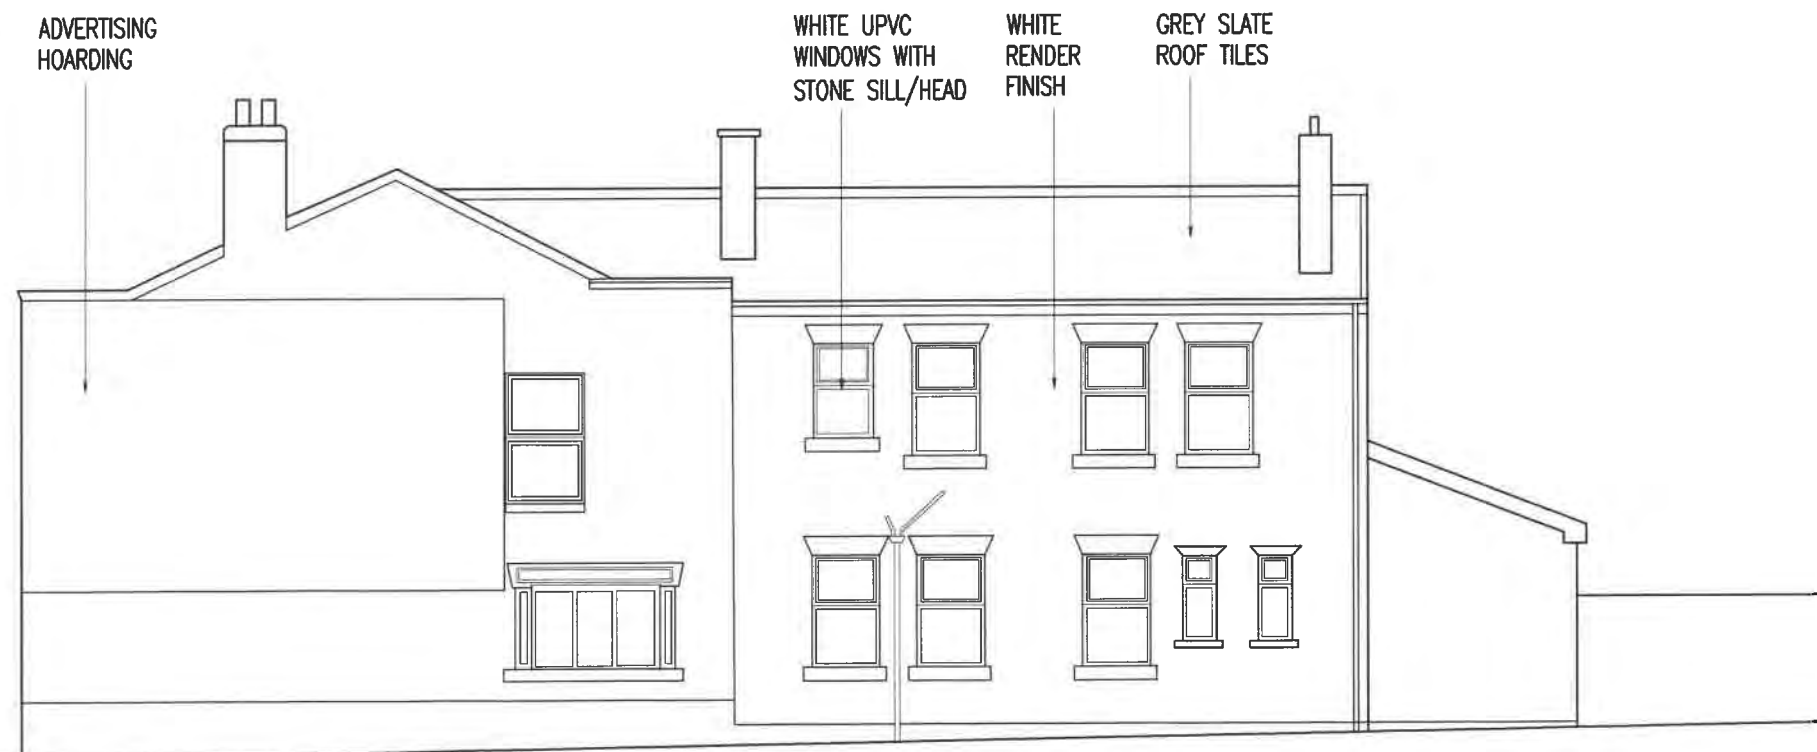 ADVERTISING
HOARDING
WHITE UPVC
WINDOWS WITH
STONE SILL/HEAD
WHITE
RENDER
FINISH
GREY SLATE
ROOF TILES